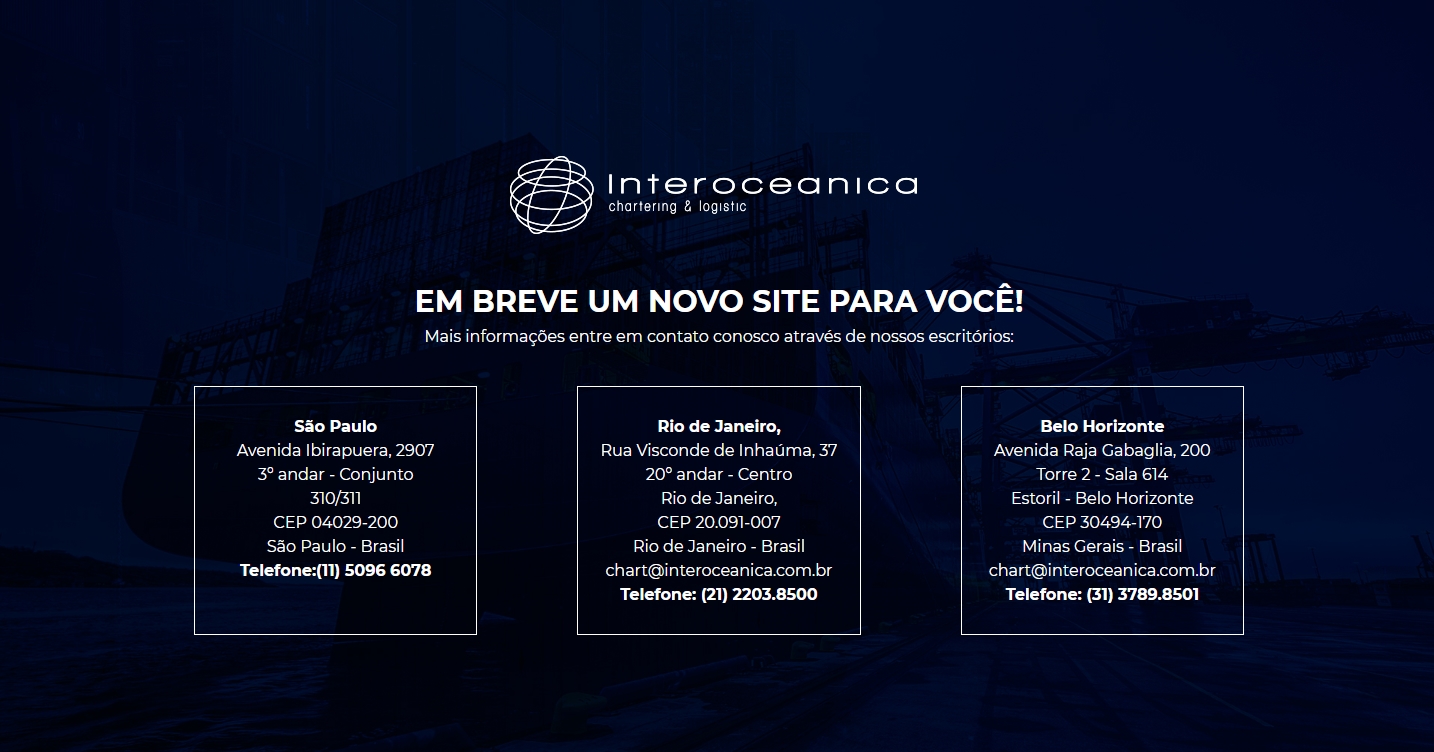 Interoceanica
chartering & logistic
EM BREVE UM NOVO SITE PARA VOCÊ!
Mais informações entre em contato conosco através de nossos escritórios:
São Paulo
Avenida Ibirapuera, 2907
3º andar - Conjunto
310/311
CEP 04029-200
São Paulo - Brasil
Telefone:(11) 5096 6078
Rio de Janeiro,
Rua Visconde de Inhaúma, 37
20º andar - Centro
Rio de Janeiro,
CEP 20.091-007
Rio de Janeiro - Brasil
chart@interoceanica.com.br
Telefone: (21) 2203.8500
Belo Horizonte
Avenida Raja Gabaglia, 200
Torre 2 - Sala 614
Estoril - Belo Horizonte
CEP 30494-170
Minas Gerais - Brasil
chart@interoceanica.com.br
Telefone: (31) 3789.8501